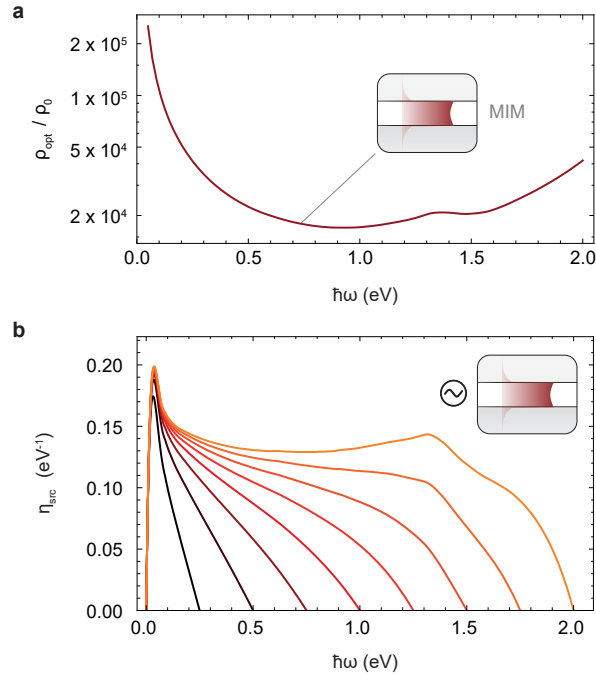 a
2 x 10⁵
1 x 10⁵
5 x 10⁴
2 x 10⁴
ρopt / ρ0
MIM
0.0 0.5 1.0 1.5 2.0
ħω (eV)
b
0.20
0.15
0.10
0.05
0.00
ηsrc (eV⁻¹)
0.0 0.5 1.0 1.5 2.0
ħω (eV)